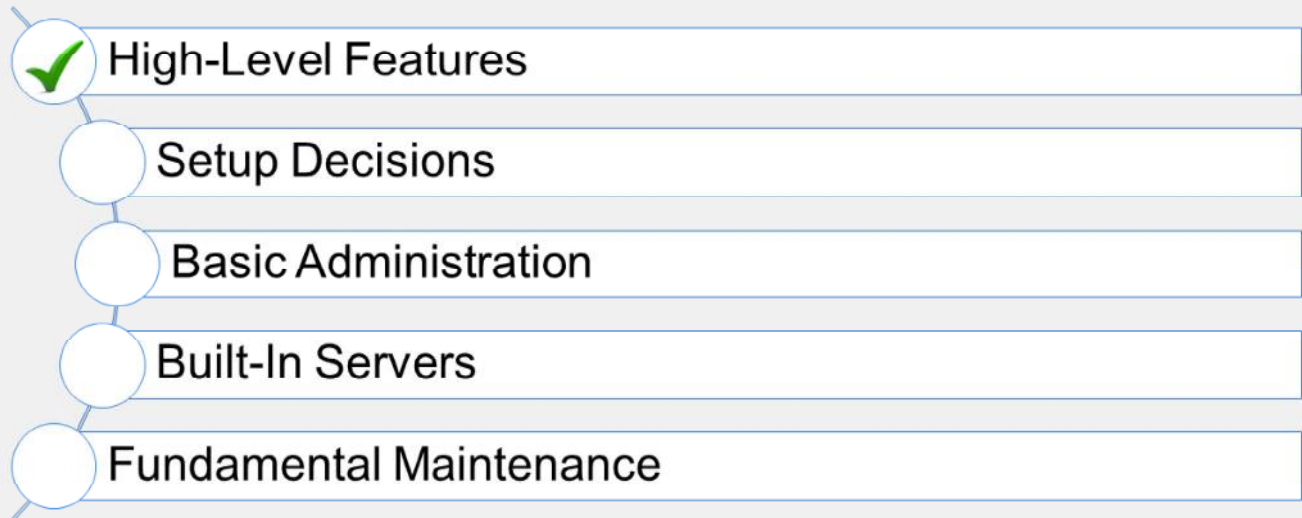 High-Level Features
Setup Decisions
Basic Administration
Built-In Servers
Fundamental Maintenance